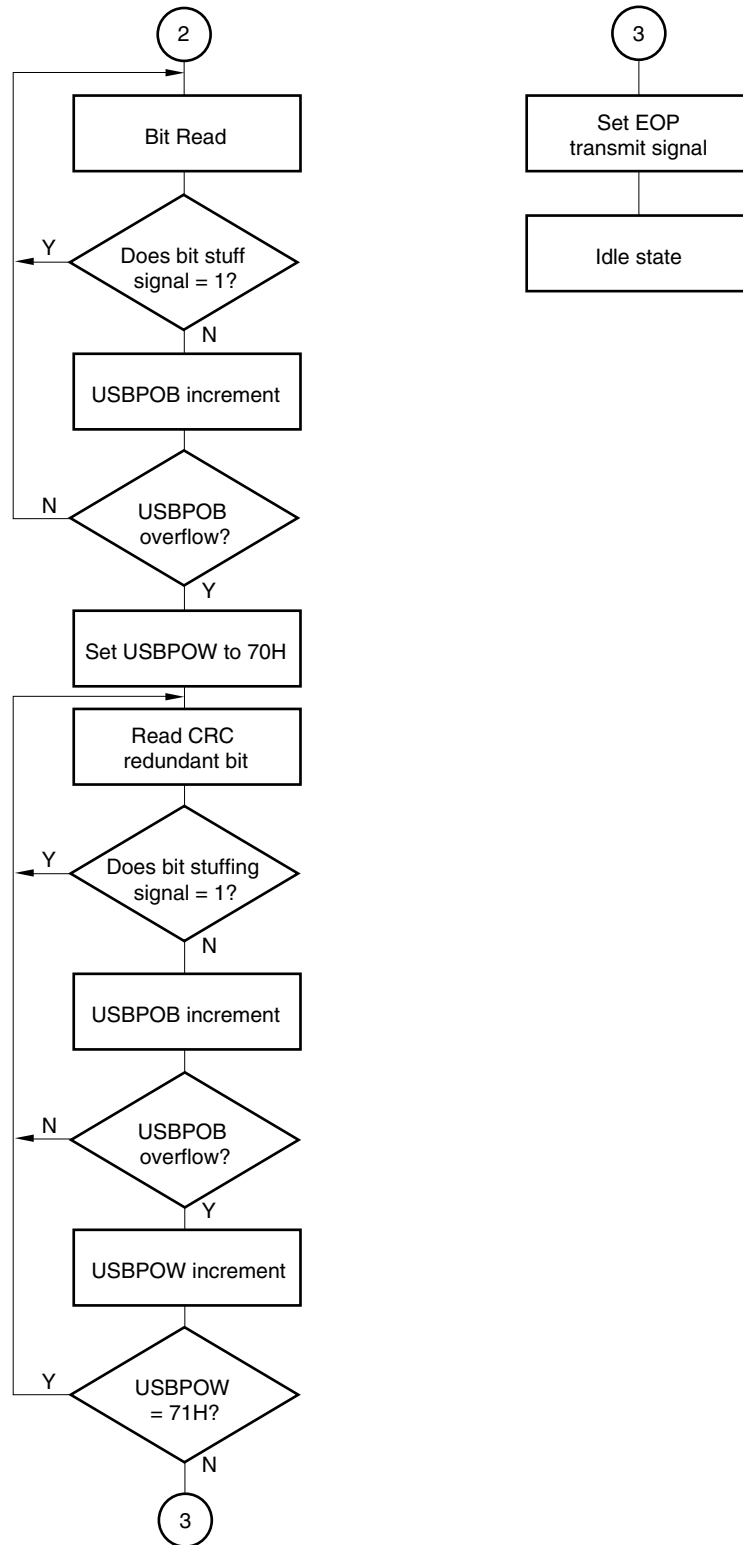 2
Bit Read
Does bit stuff
signal = 1?
Y
N
USBPOB increment
USBPOB
overflow?
N
Y
Set USBPOW to 70H
Read CRC
redundant bit
Does bit stuffing
signal = 1?
Y
N
USBPOB increment
USBPOB
overflow?
N
Y
USBPOW increment
USBPOW
= 71H?
Y
N
3
3
Set EOP
transmit signal
Idle state